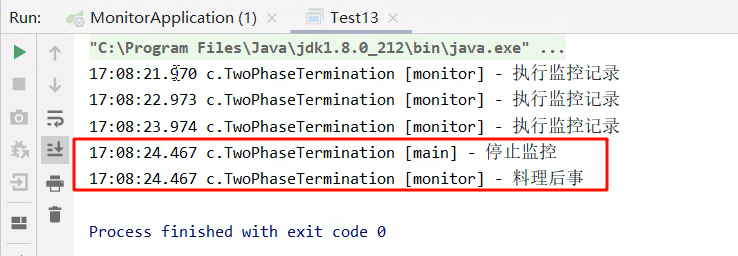 Run: MonitorApplication (1) × Test13 ×
"C:\Program Files\Java\jdk1.8.0_212\bin\java.exe" ...
17:08:21.970 c.TwoPhaseTermination [monitor] - 执行监控记录
17:08:22.973 c.TwoPhaseTermination [monitor] - 执行监控记录
17:08:23.974 c.TwoPhaseTermination [monitor] - 执行监控记录
17:08:24.467 c.TwoPhaseTermination [main] - 停止监控
17:08:24.467 c.TwoPhaseTermination [monitor] - 料理后事
Process finished with exit code 0